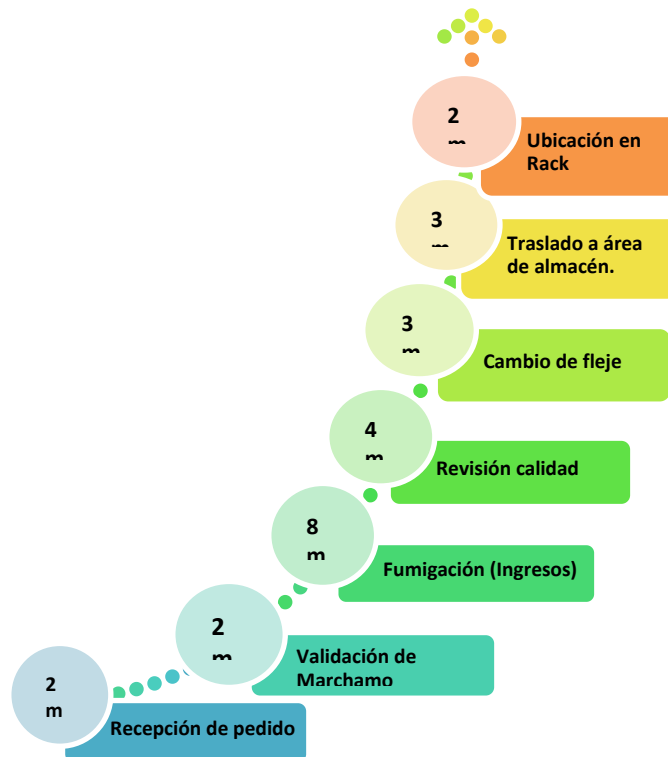 2
m
Ubicación en
Rack
3
m
Traslado a área
de almacén.
3
m
Cambio de fleje
4
m
Revisión calidad
8
m
Fumigación (Ingresos)
2
m
Validación de
Marchamo
2
m
Recepción de pedido